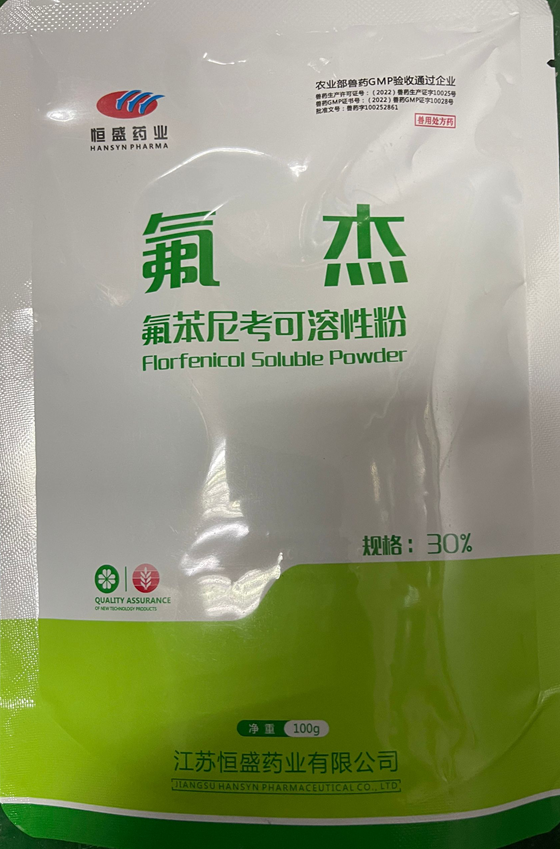 农业部兽药GMP验收通过企业
兽药生产许可证号：（2022）兽药生产证字10025号
兽药GMP证书号：（2022）兽药GMP证字10028号
批准文号：兽药字100252861
兽用处方药
恒盛药业
HANSYN PHARMA
氟杰
氟苯尼考可溶性粉
Florfenicol Soluble Powder
规格：30%
QUALITY ASSURANCE
OF NEW TECHNOLOGY PRODUCTS
净重 100g
江苏恒盛药业有限公司
JIANGSU HANSYN PHARMACEUTICAL CO., LTD